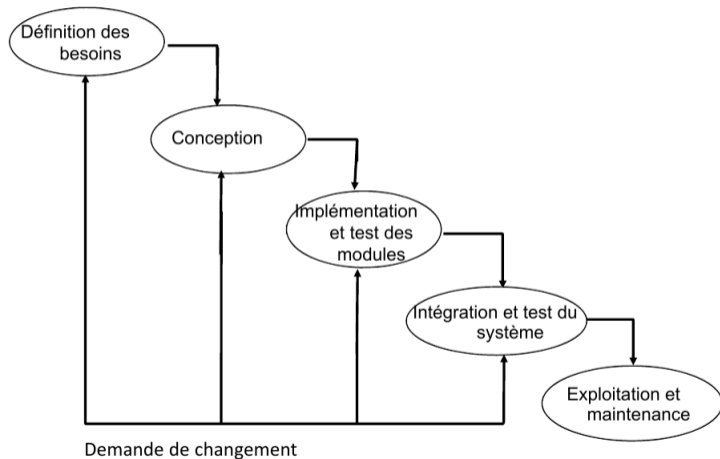 Définition des
besoins
Conception
Implémentation
et test des
modules
Intégration et test du
système
Exploitation et
maintenance
Demande de changement